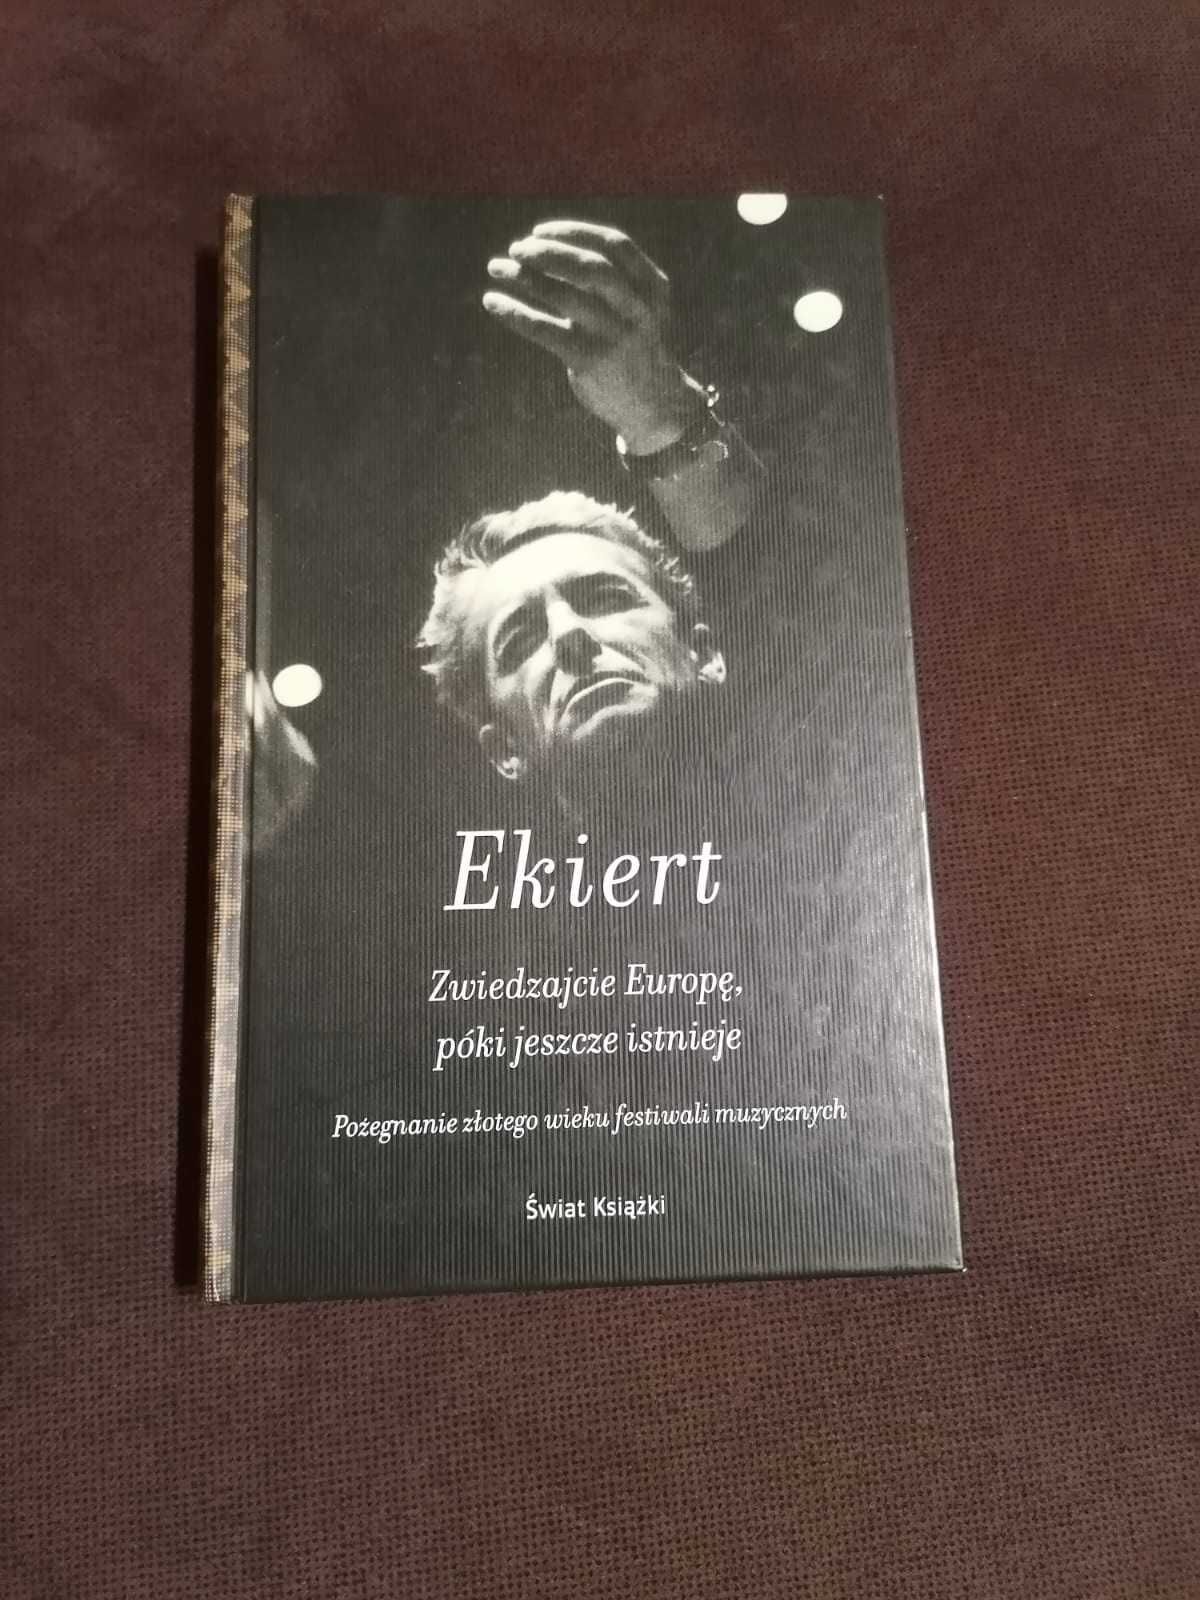 Ekiert
Zwiedzajcie Europę,
póki jeszcze istnieje
Pożegnanie złotego wieku festiwali muzycznych
Świat Książki